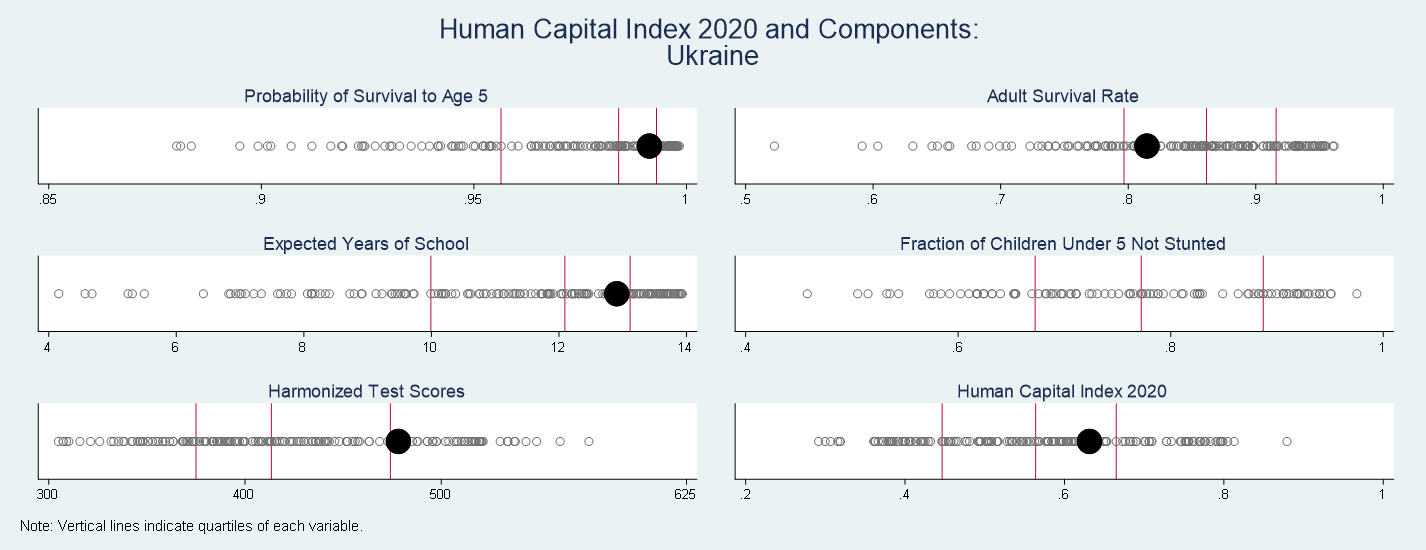 Human Capital Index 2020 and Components:
Ukraine
Probability of Survival to Age 5
.85 .9 .95 1
Adult Survival Rate
.5 .6 .7 .8 .9 1
Expected Years of School
4 6 8 10 12 14
Fraction of Children Under 5 Not Stunted
.4 .6 .8 1
Harmonized Test Scores
300 400 500 625
Human Capital Index 2020
.2 .4 .6 .8 1
Note: Vertical lines indicate quartiles of each variable.